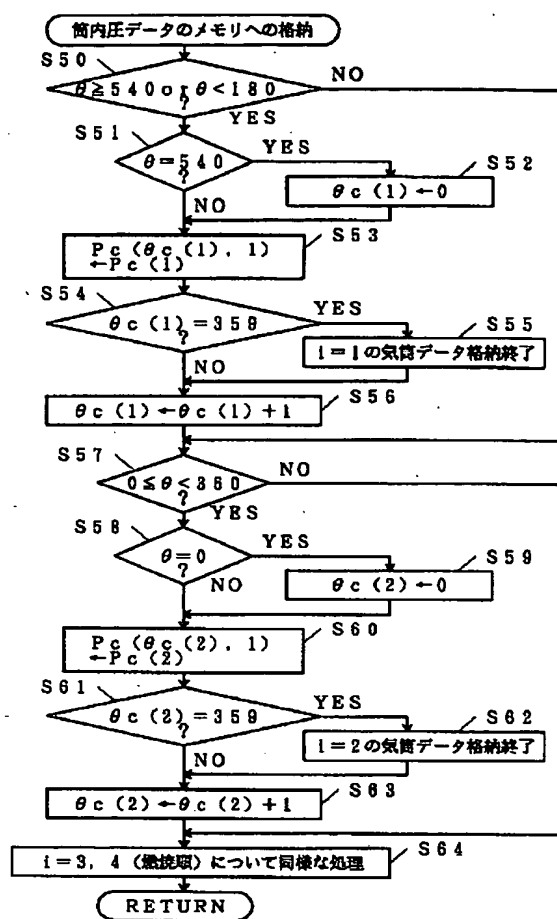 筒内圧データのメモリへの格納
S50
NO
θ≧540 or θ<180
?
YES
S51
YES
θ=540
?
S52
θc(1)←0
NO
S53
Pc(θc(1), 1)
←Pc(1)
S54
YES
θc(1)=359
?
S55
i=1の気筒データ格納終了
NO
S56
θc(1)←θc(1)+1
S57
NO
0≦θ<360
?
YES
S58
YES
θ=0
?
S59
θc(2)←0
NO
S60
Pc(θc(2), 1)
←Pc(2)
S61
YES
θc(2)=359
?
S62
i=2の気筒データ格納終了
NO
S63
θc(2)←θc(2)+1
S64
i=3, 4(燃焼順)について同様な処理
RETURN